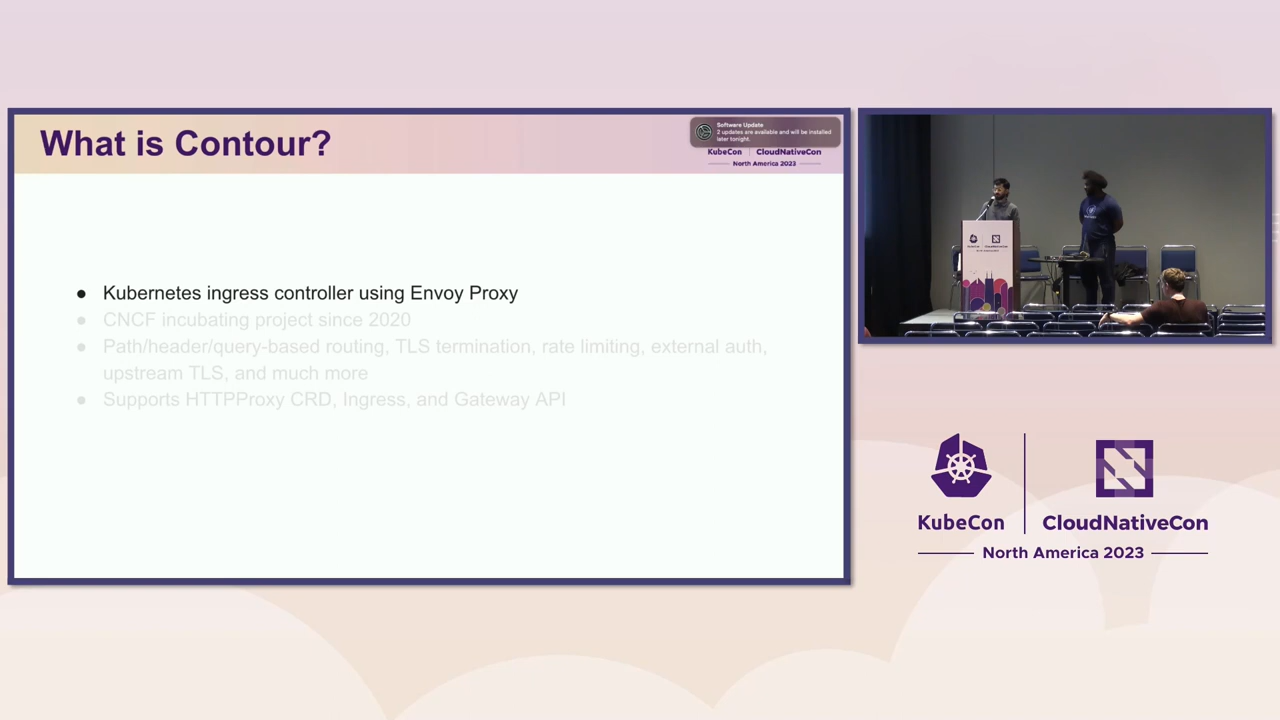 What is Contour?
Software Update
2 updates are available and will be installed
later tonight.
KubeCon CloudNativeCon
North America 2023
● Kubernetes ingress controller using Envoy Proxy
● CNCF incubating project since 2020
● Path/header/query-based routing, TLS termination, rate limiting, external auth,
upstream TLS, and much more
● Supports HTTPProxy CRD, Ingress, and Gateway API
KubeCon CloudNativeCon
North America 2023